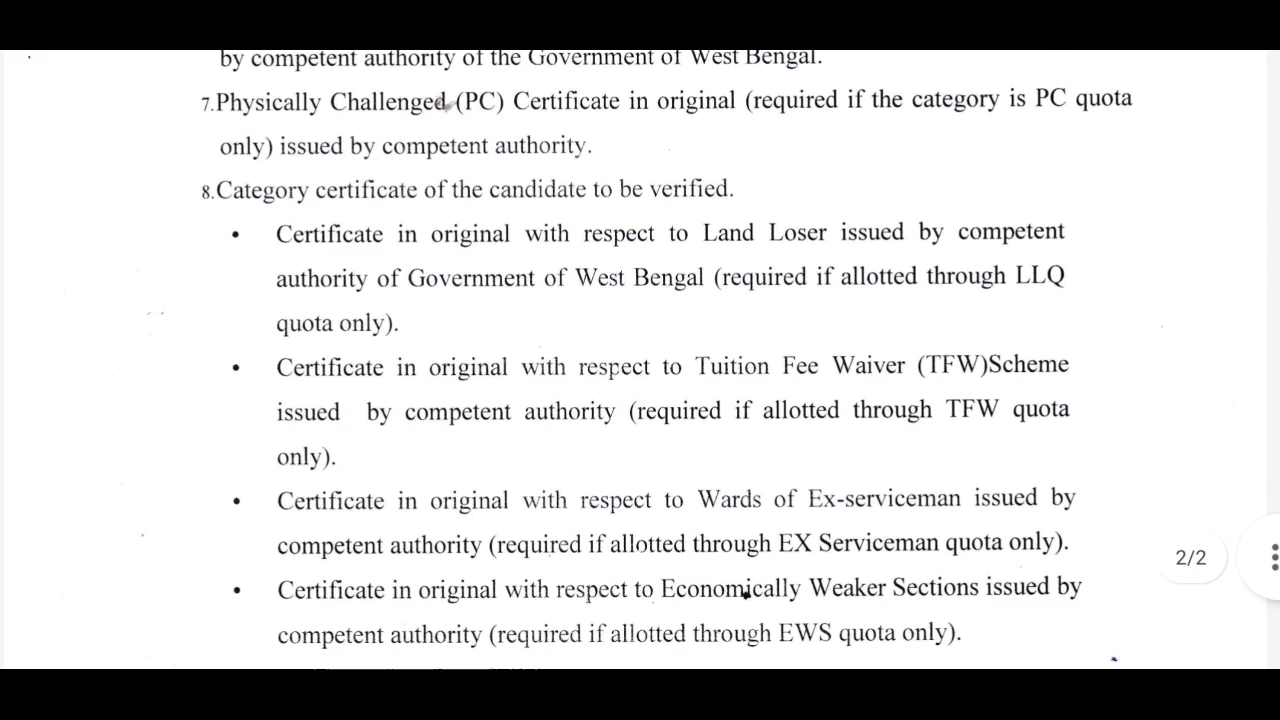 by competent authority of the Government of West Bengal.
7.Physically Challenged (PC) Certificate in original (required if the category is PC quota
only) issued by competent authority.
8.Category certificate of the candidate to be verified.
• Certificate in original with respect to Land Loser issued by competent
authority of Government of West Bengal (required if allotted through LLQ
quota only).
• Certificate in original with respect to Tuition Fee Waiver (TFW)Scheme
issued by competent authority (required if allotted through TFW quota
only).
• Certificate in original with respect to Wards of Ex-serviceman issued by
competent authority (required if allotted through EX Serviceman quota only).
2/2
• Certificate in original with respect to Economically Weaker Sections issued by
competent authority (required if allotted through EWS quota only).